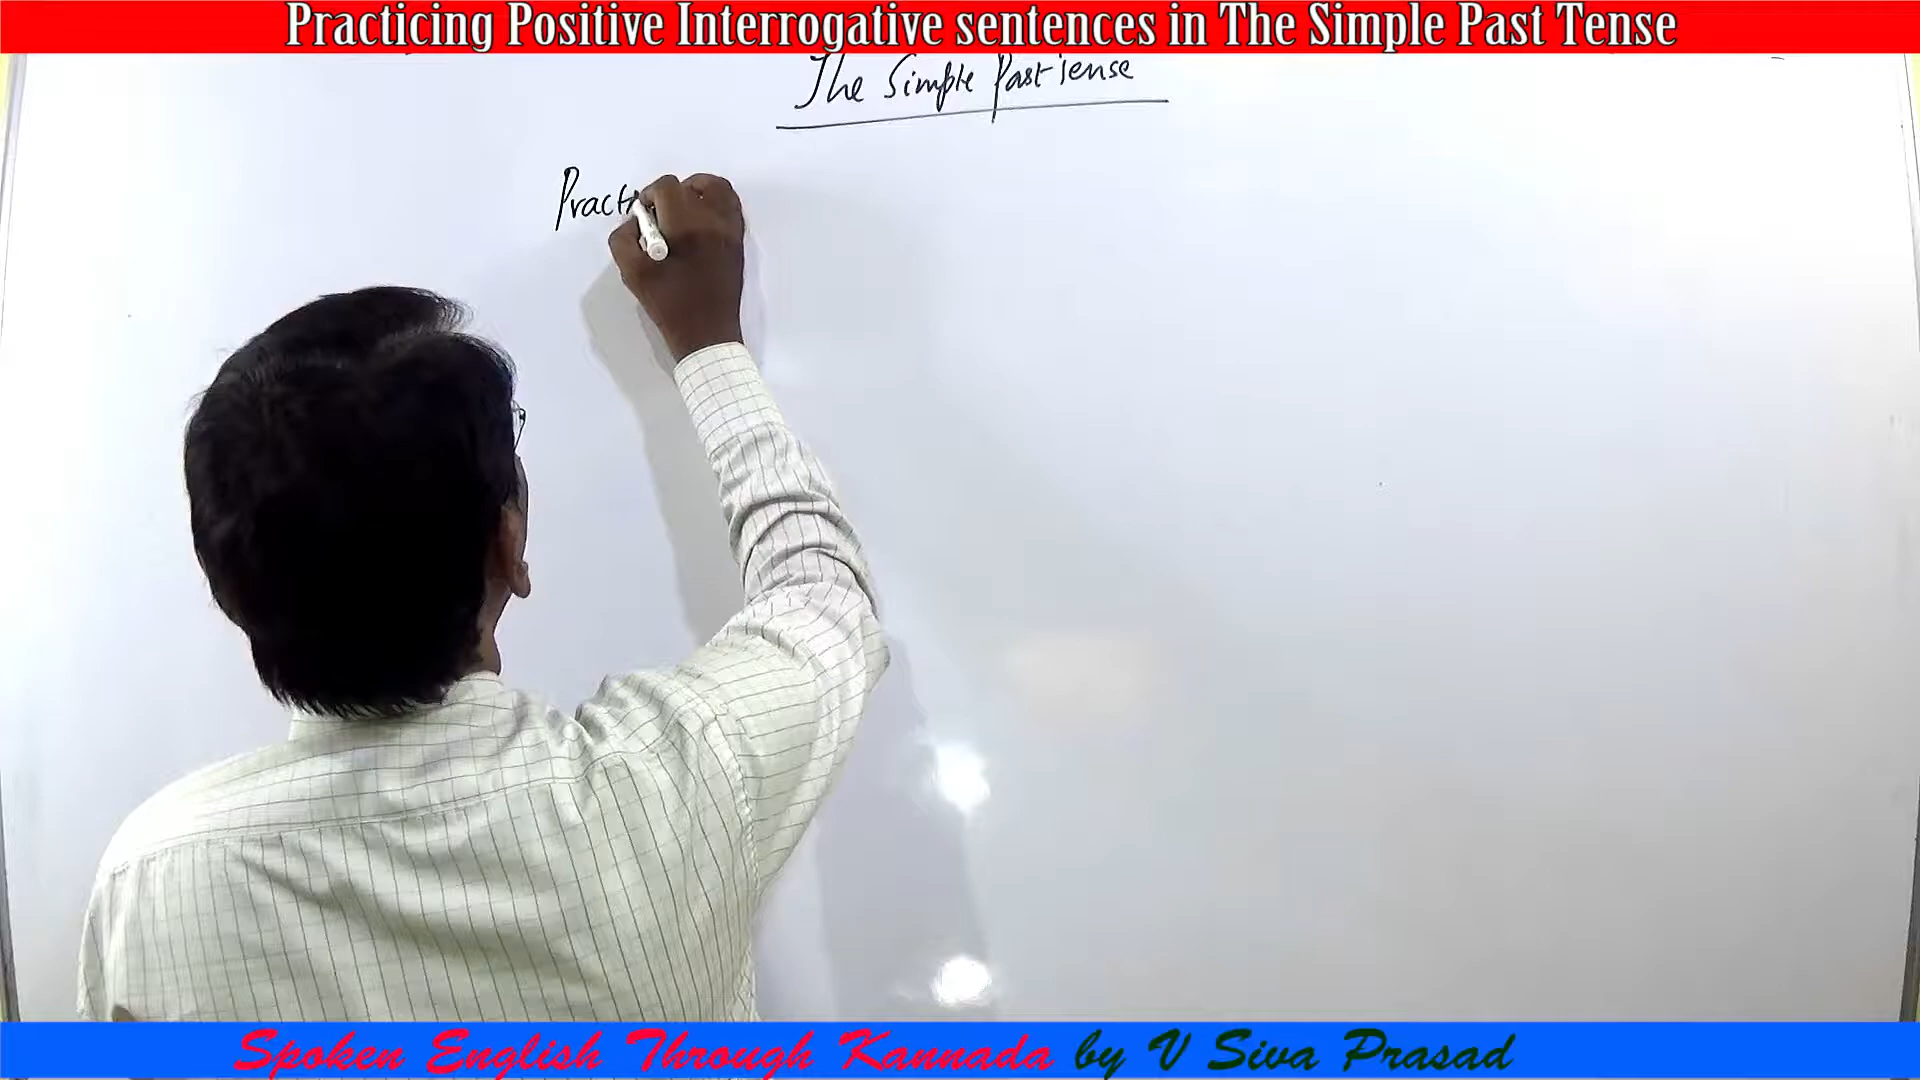 Practicing Positive Interrogative sentences in The Simple Past Tense
The Simple Past Tense
Practi
Spoken English Through Kannada by V Siva Prasad